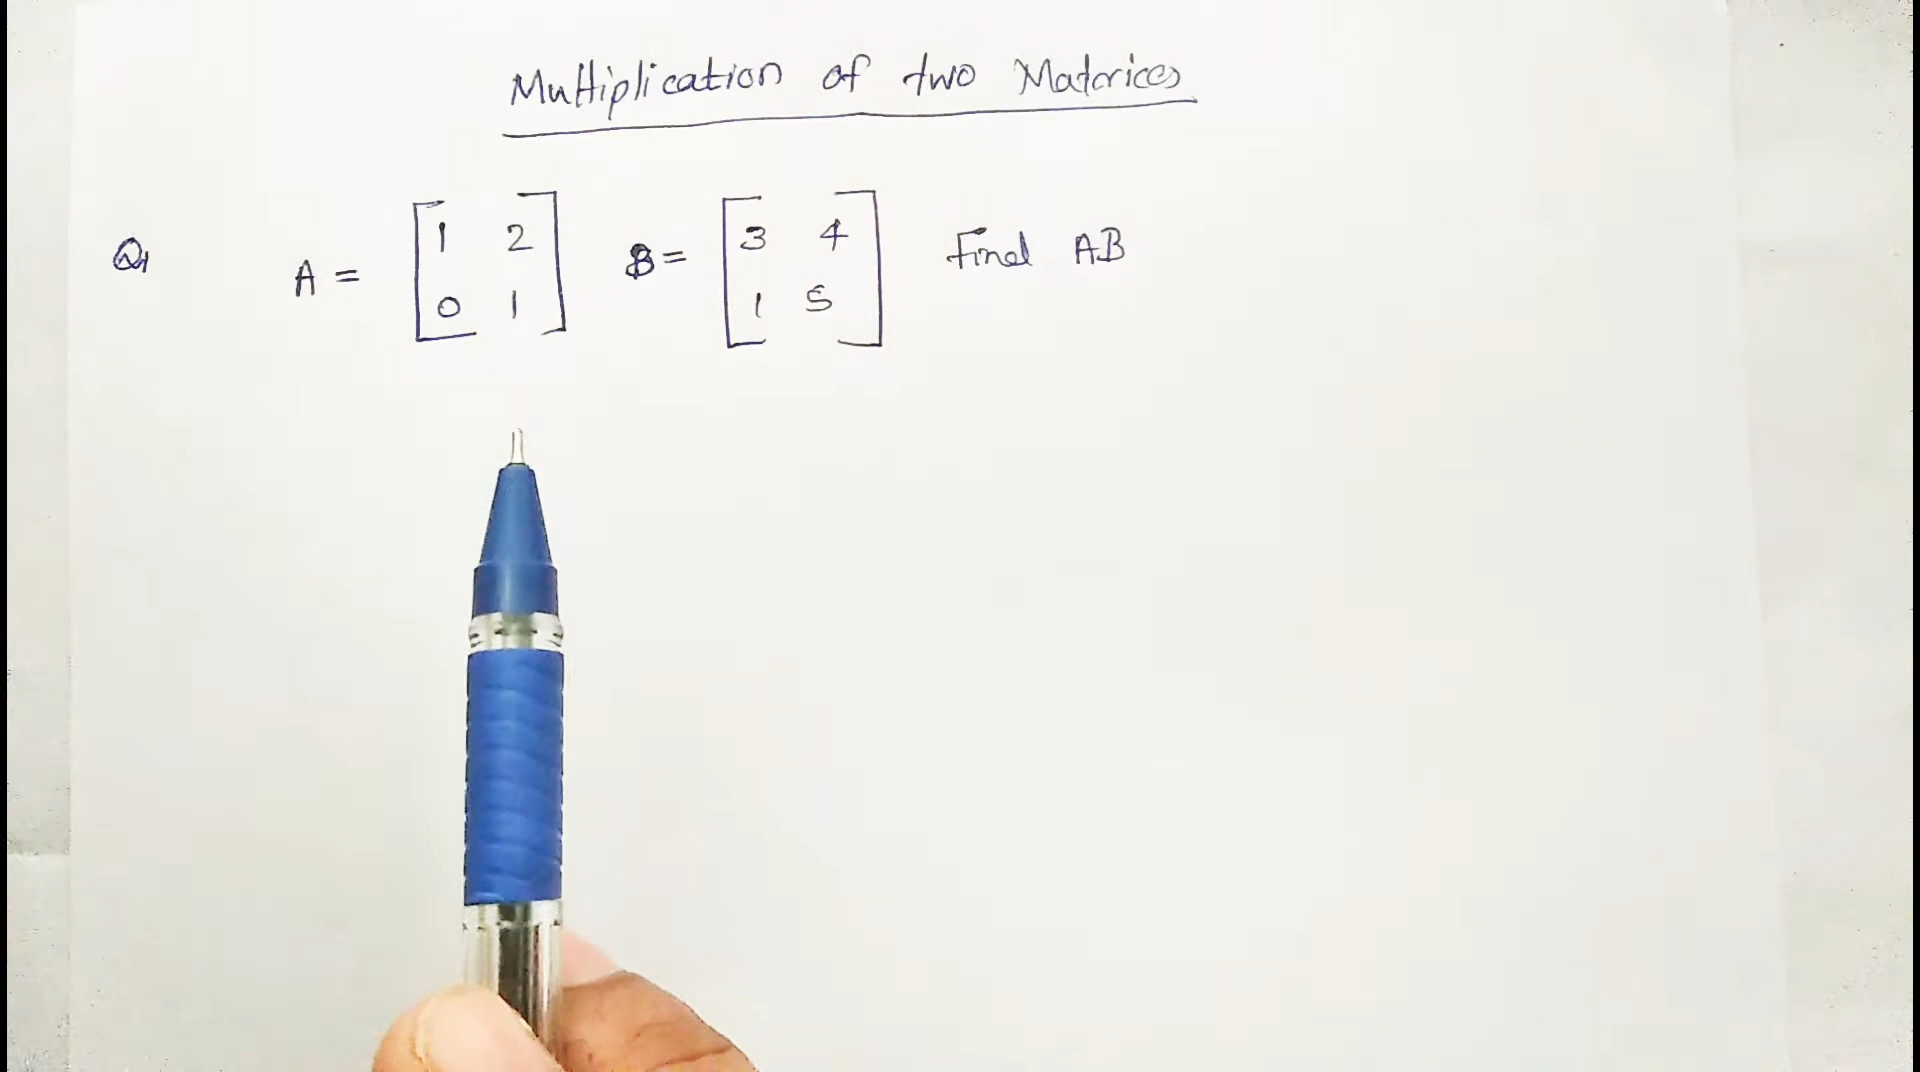 Multiplication of two Matrices
Q1 A = [1 2 B = [3 4 Find AB
0 1] 1 5]